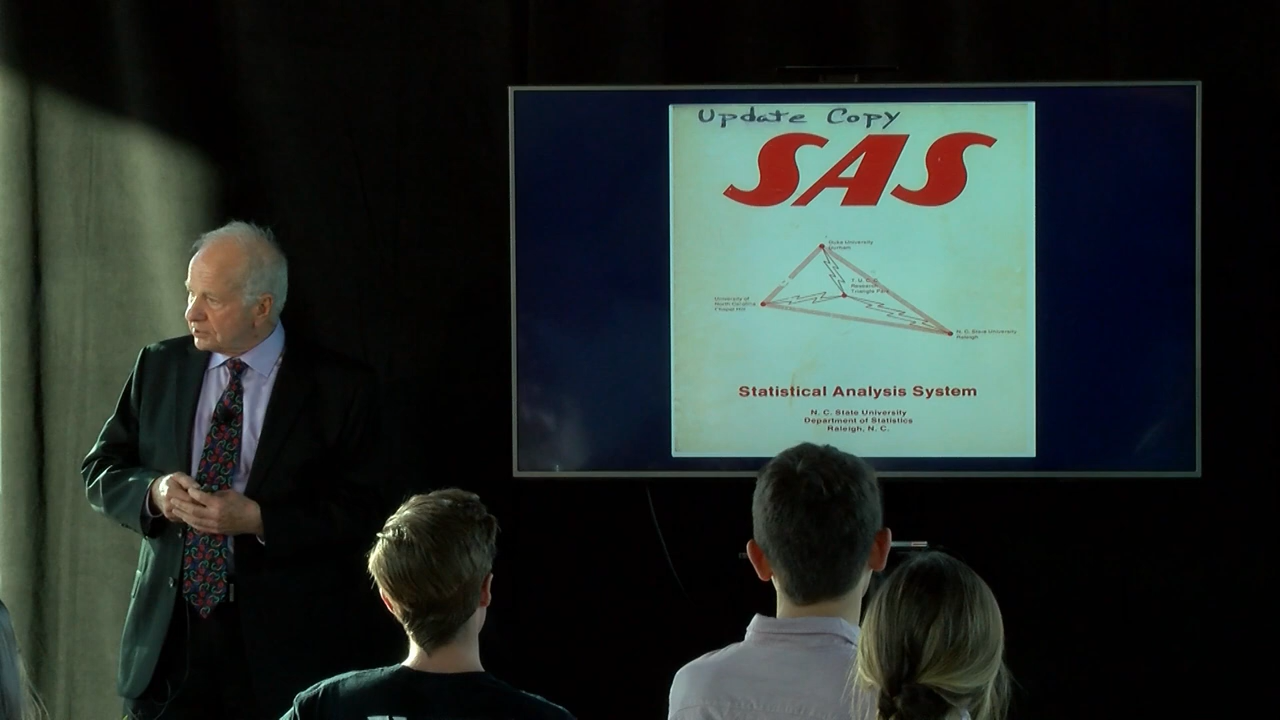 Update Copy
SAS
Duke University
Durham
T. U. C. C.
Research
Triangle Park
University of
North Carolina
Chapel Hill
N. C. State University
Raleigh
Statistical Analysis System
N. C. State University
Department of Statistics
Raleigh, N. C.